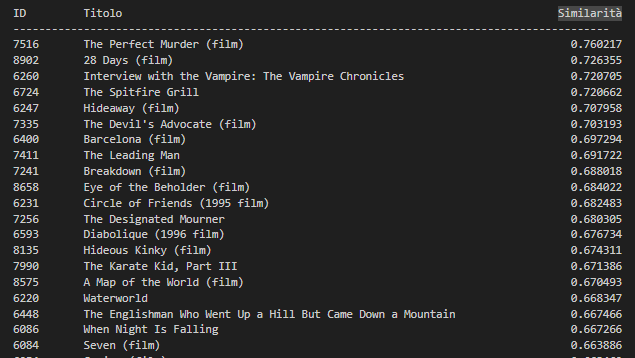 ID Titolo Similarità
--------------------------------------------------------------------------------------------
7516 The Perfect Murder (film) 0.760217
8902 28 Days (film) 0.726355
6260 Interview with the Vampire: The Vampire Chronicles 0.720705
6724 The Spitfire Grill 0.720662
6247 Hideaway (film) 0.707958
7335 The Devil's Advocate (film) 0.703193
6400 Barcelona (film) 0.697294
7411 The Leading Man 0.691722
7241 Breakdown (film) 0.688018
8658 Eye of the Beholder (film) 0.684022
6231 Circle of Friends (1995 film) 0.682483
7256 The Designated Mourner 0.680305
6593 Diabolique (1996 film) 0.676734
8135 Hideous Kinky (film) 0.674311
7990 The Karate Kid, Part III 0.671386
8575 A Map of the World (film) 0.670493
6220 Waterworld 0.668347
6448 The Englishman Who Went Up a Hill But Came Down a Mountain 0.667466
6086 When Night Is Falling 0.667266
6084 Seven (film) 0.663886